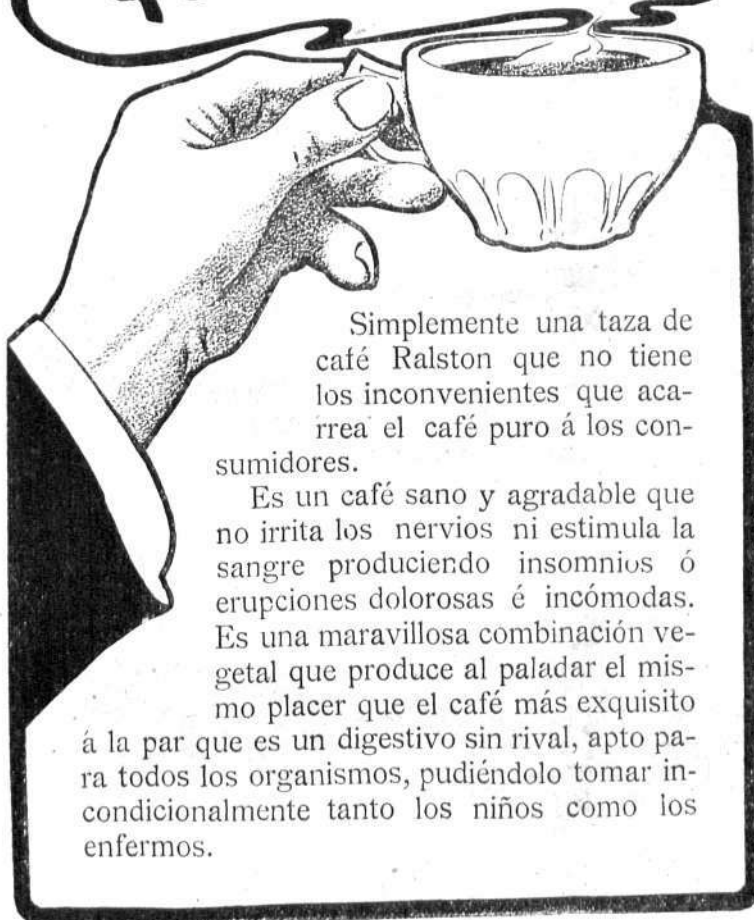 Simplemente una taza de
café Ralston que no tiene
los inconvenientes que aca-
rrea el café puro á los con-
sumidores.
Es un café sano y agradable que
no irrita los nervios ni estimula la
sangre produciendo insomnios ó
erupciones dolorosas é incómodas.
Es una maravillosa combinación ve-
getal que produce al paladar el mis-
mo placer que el café más exquisito
á la par que es un digestivo sin rival, apto pa-
ra todos los organismos, pudiéndolo tomar in-
condicionalmente tanto los niños como los
enfermos.